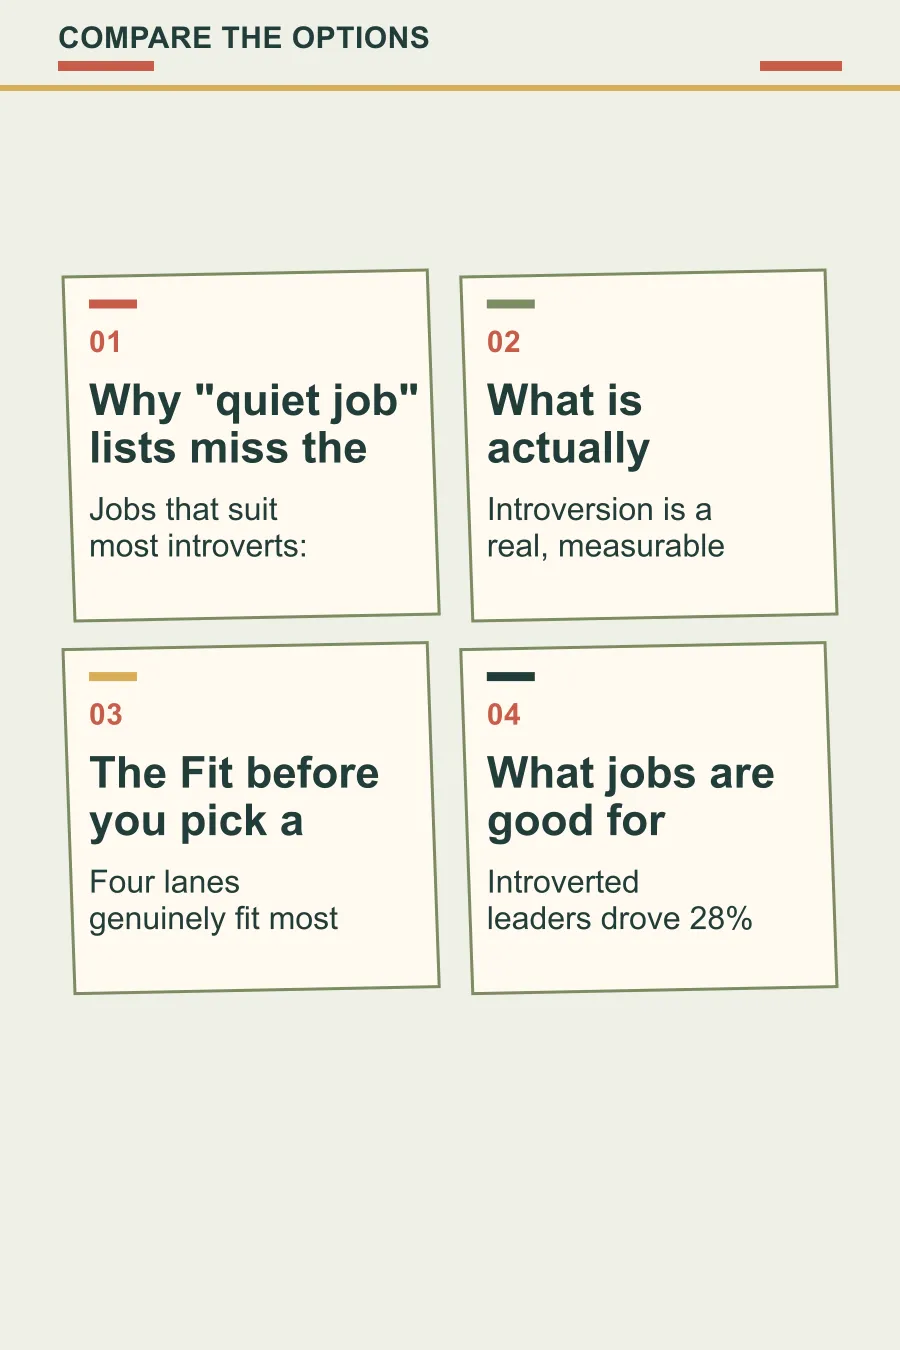 COMPARE THE OPTIONS
01
Why "quiet job"
lists miss the
Jobs that suit
most introverts:
02
What is
actually
Introversion is a
real, measurable
03
The Fit before
you pick a
Four lanes
genuinely fit most
04
What jobs are
good for
Introverted
leaders drove 28%